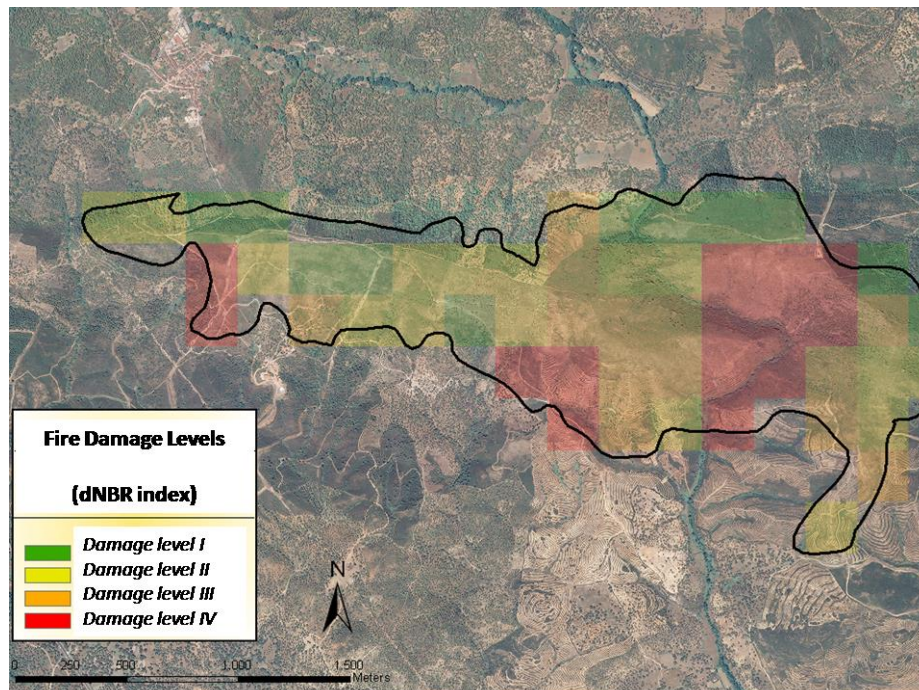 Fire Damage Levels
(dNBR index)
Damage level I
Damage level II
Damage level III
Damage level IV
N
0 250 500 1.000 1.500
Meters